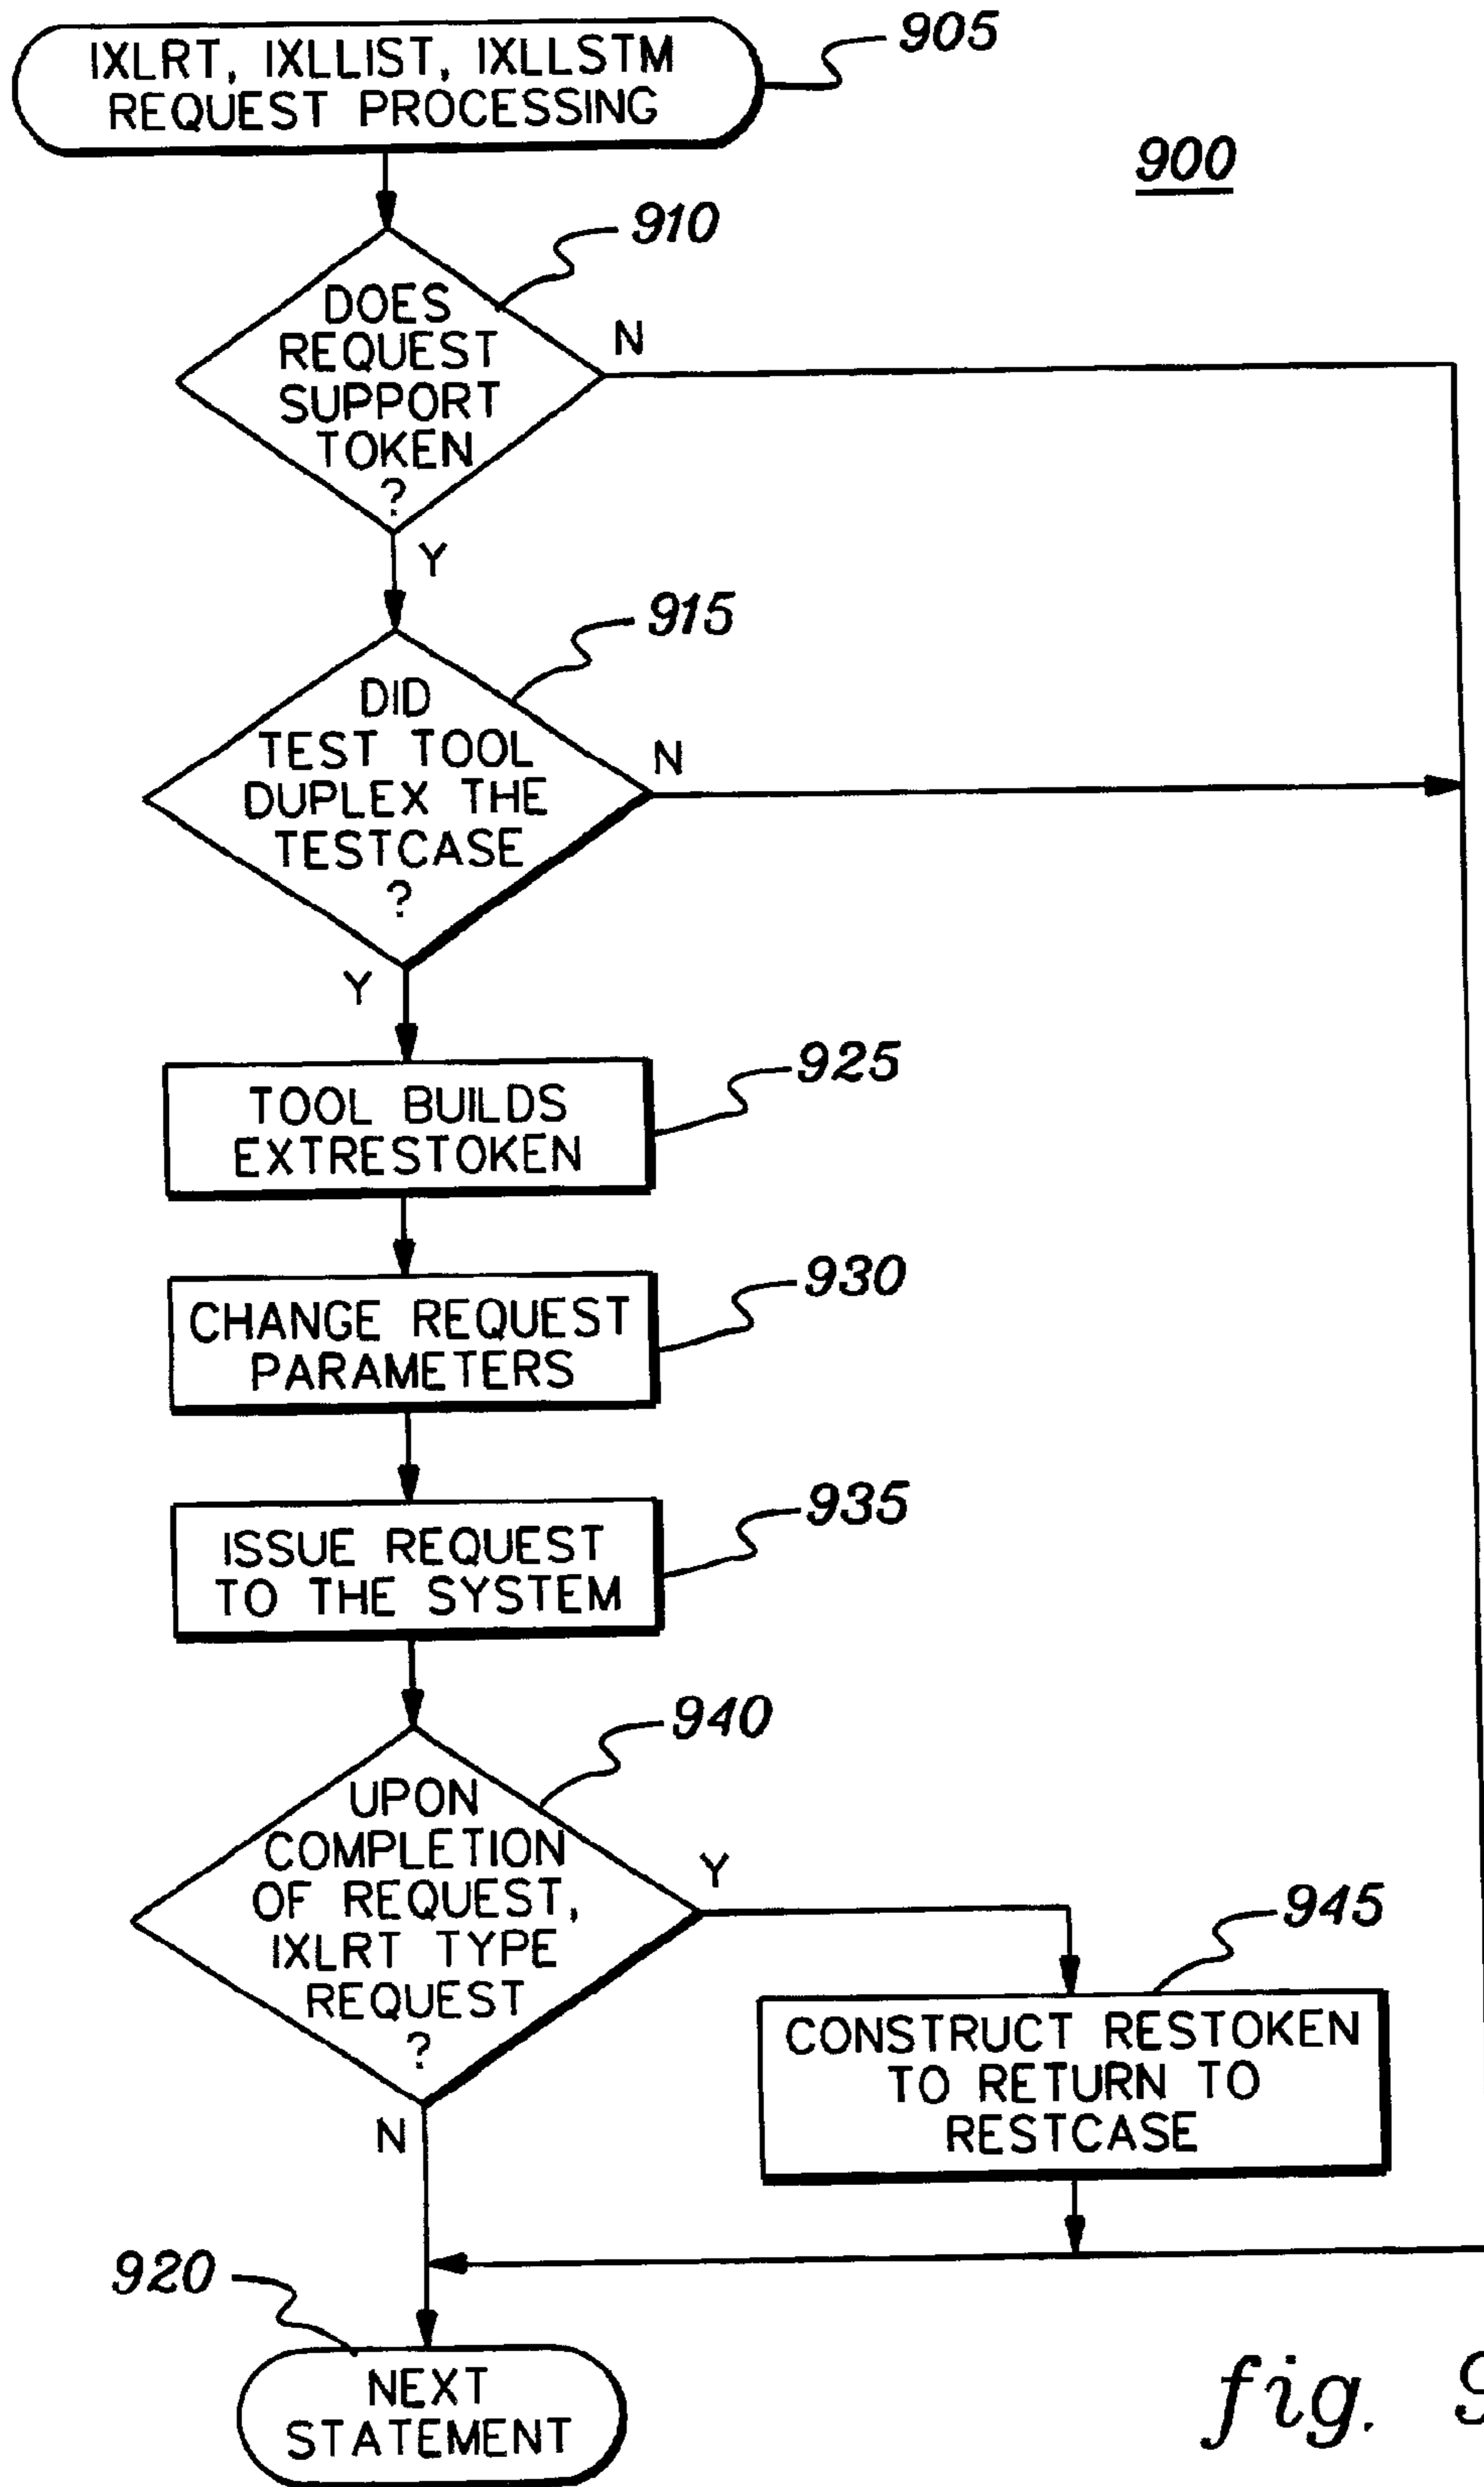 IXLRT, IXLLIST, IXLLSTM
REQUEST PROCESSING
905
900
910
DOES
REQUEST
SUPPORT
TOKEN
?
N
Y
915
DID
TEST TOOL
DUPLEX THE
TESTCASE
?
N
Y
925
TOOL BUILDS
EXTRESTOKEN
930
CHANGE REQUEST
PARAMETERS
935
ISSUE REQUEST
TO THE SYSTEM
940
UPON
COMPLETION
OF REQUEST,
IXLRT TYPE
REQUEST
?
Y
N
945
CONSTRUCT RESTOKEN
TO RETURN TO
RESTCASE
920
NEXT
STATEMENT
fig. 9